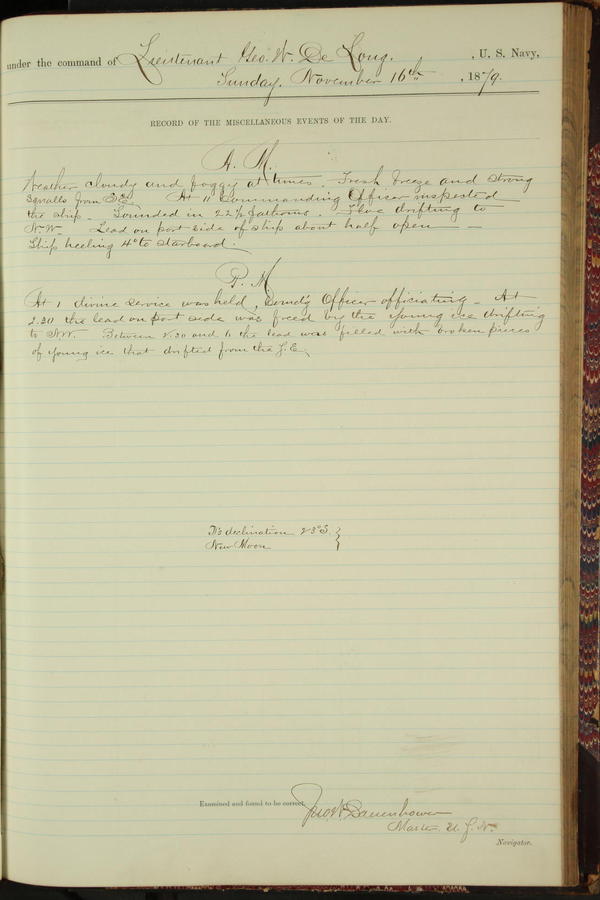 under the command of Lieutenant Geo. W. De Long, , U. S. Navy,
Sunday, November 16th , 1879.
RECORD OF THE MISCELLANEOUS EVENTS OF THE DAY.
A. M.
Weather cloudy and foggy at times. Fresh breeze and strong
squalls from SE. At 11 Commanding Officer inspected
the ship. Sounded in 22½ fathoms. Floe drifting to
N.W. Lead on port side of ship about half open
Ship heeling 4° to starboard.
P. M.
At 1 divine service was held, Comd'g Officer officiating. At
2.30 the lead on port side was freed by the young ice drifting
to NW. Between 2.30 and 6 the lead was filled with broken pieces
of young ice that drifted from the S.E.
D's declination 23° S. }
New Moon
Examined and found to be correct,
Jno. W. Danenhower
Master U.S.N.
Navigator.